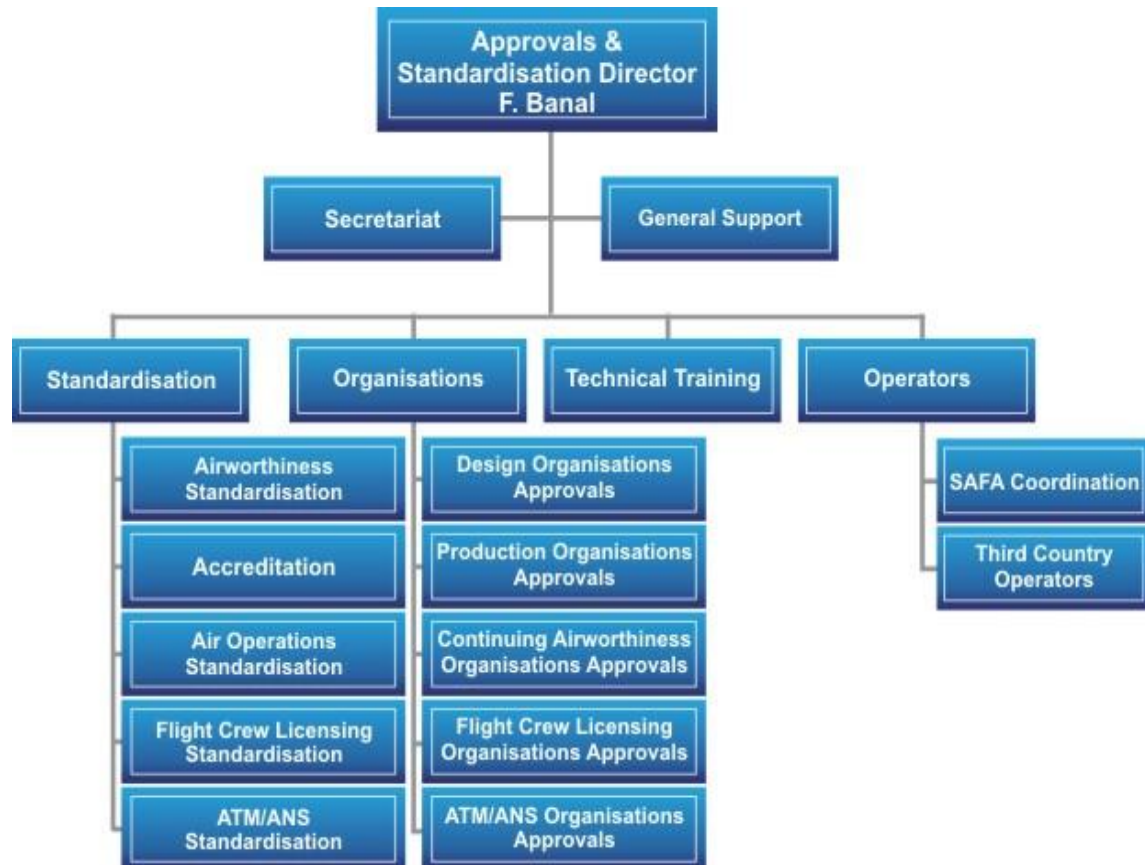 Approvals &
Standardisation Director
F. Banal
Secretariat
General Support
Standardisation
Organisations
Technical Training
Operators
Airworthiness
Standardisation
Accreditation
Air Operations
Standardisation
Flight Crew Licensing
Standardisation
ATM/ANS
Standardisation
Design Organisations
Approvals
Production Organisations
Approvals
Continuing Airworthiness
Organisations Approvals
Flight Crew Licensing
Organisations Approvals
ATM/ANS Organisations
Approvals
SAFA Coordination
Third Country
Operators